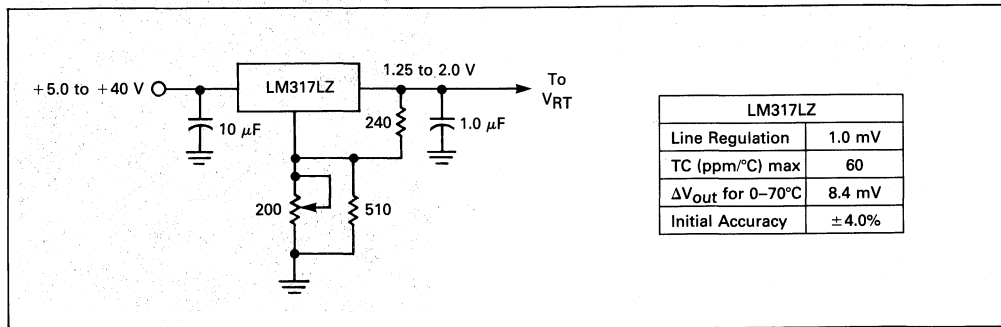 +5.0 to +40 V
LM317LZ
1.25 to 2.0 V
To
V_RT
10 μF
240
1.0 μF
200
510
LM317LZ
Line Regulation 1.0 mV
TC (ppm/°C) max 60
ΔV_out for 0–70°C 8.4 mV
Initial Accuracy ±4.0%